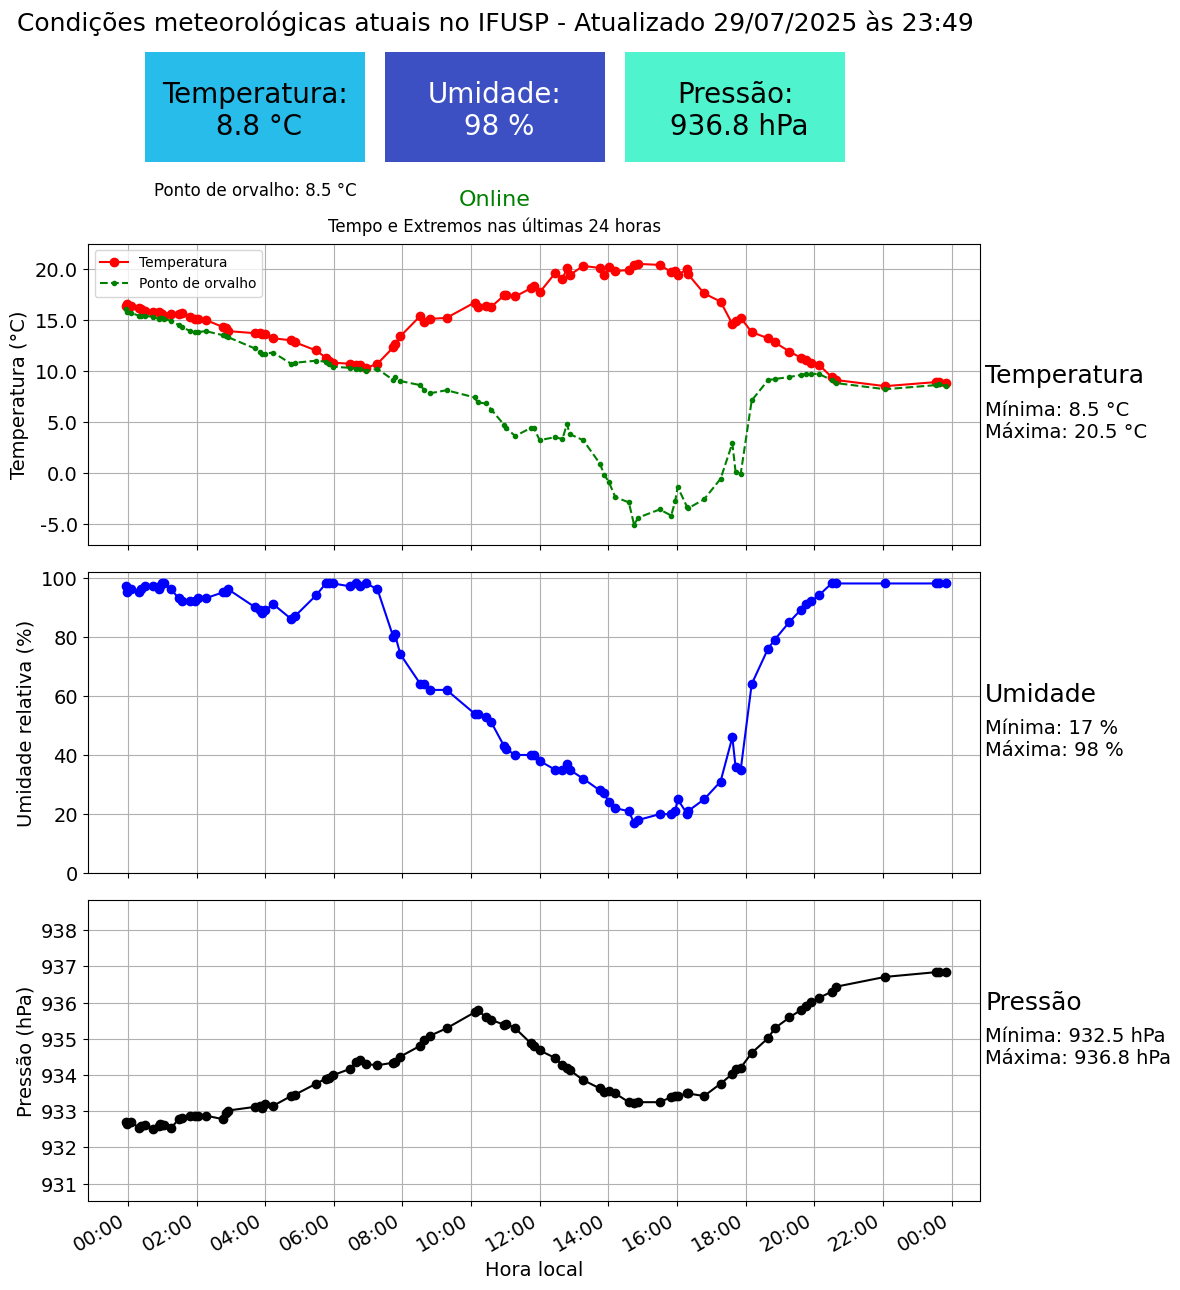 Condições meteorológicas atuais no IFUSP - Atualizado 29/07/2025 às 23:49
Temperatura:
8.8 °C
Umidade:
98 %
Pressão:
936.8 hPa
Ponto de orvalho: 8.5 °C
Online
Tempo e Extremos nas últimas 24 horas
Temperatura
Ponto de orvalho
Temperatura (°C)
20.0
15.0
10.0
5.0
0.0
-5.0
Temperatura
Mínima: 8.5 °C
Máxima: 20.5 °C
Umidade relativa (%)
100
80
60
40
20
0
Umidade
Mínima: 17 %
Máxima: 98 %
Pressão (hPa)
938
937
936
935
934
933
932
931
Pressão
Mínima: 932.5 hPa
Máxima: 936.8 hPa
00:00 02:00 04:00 06:00 08:00 10:00 12:00 14:00 16:00 18:00 20:00 22:00 00:00
Hora local